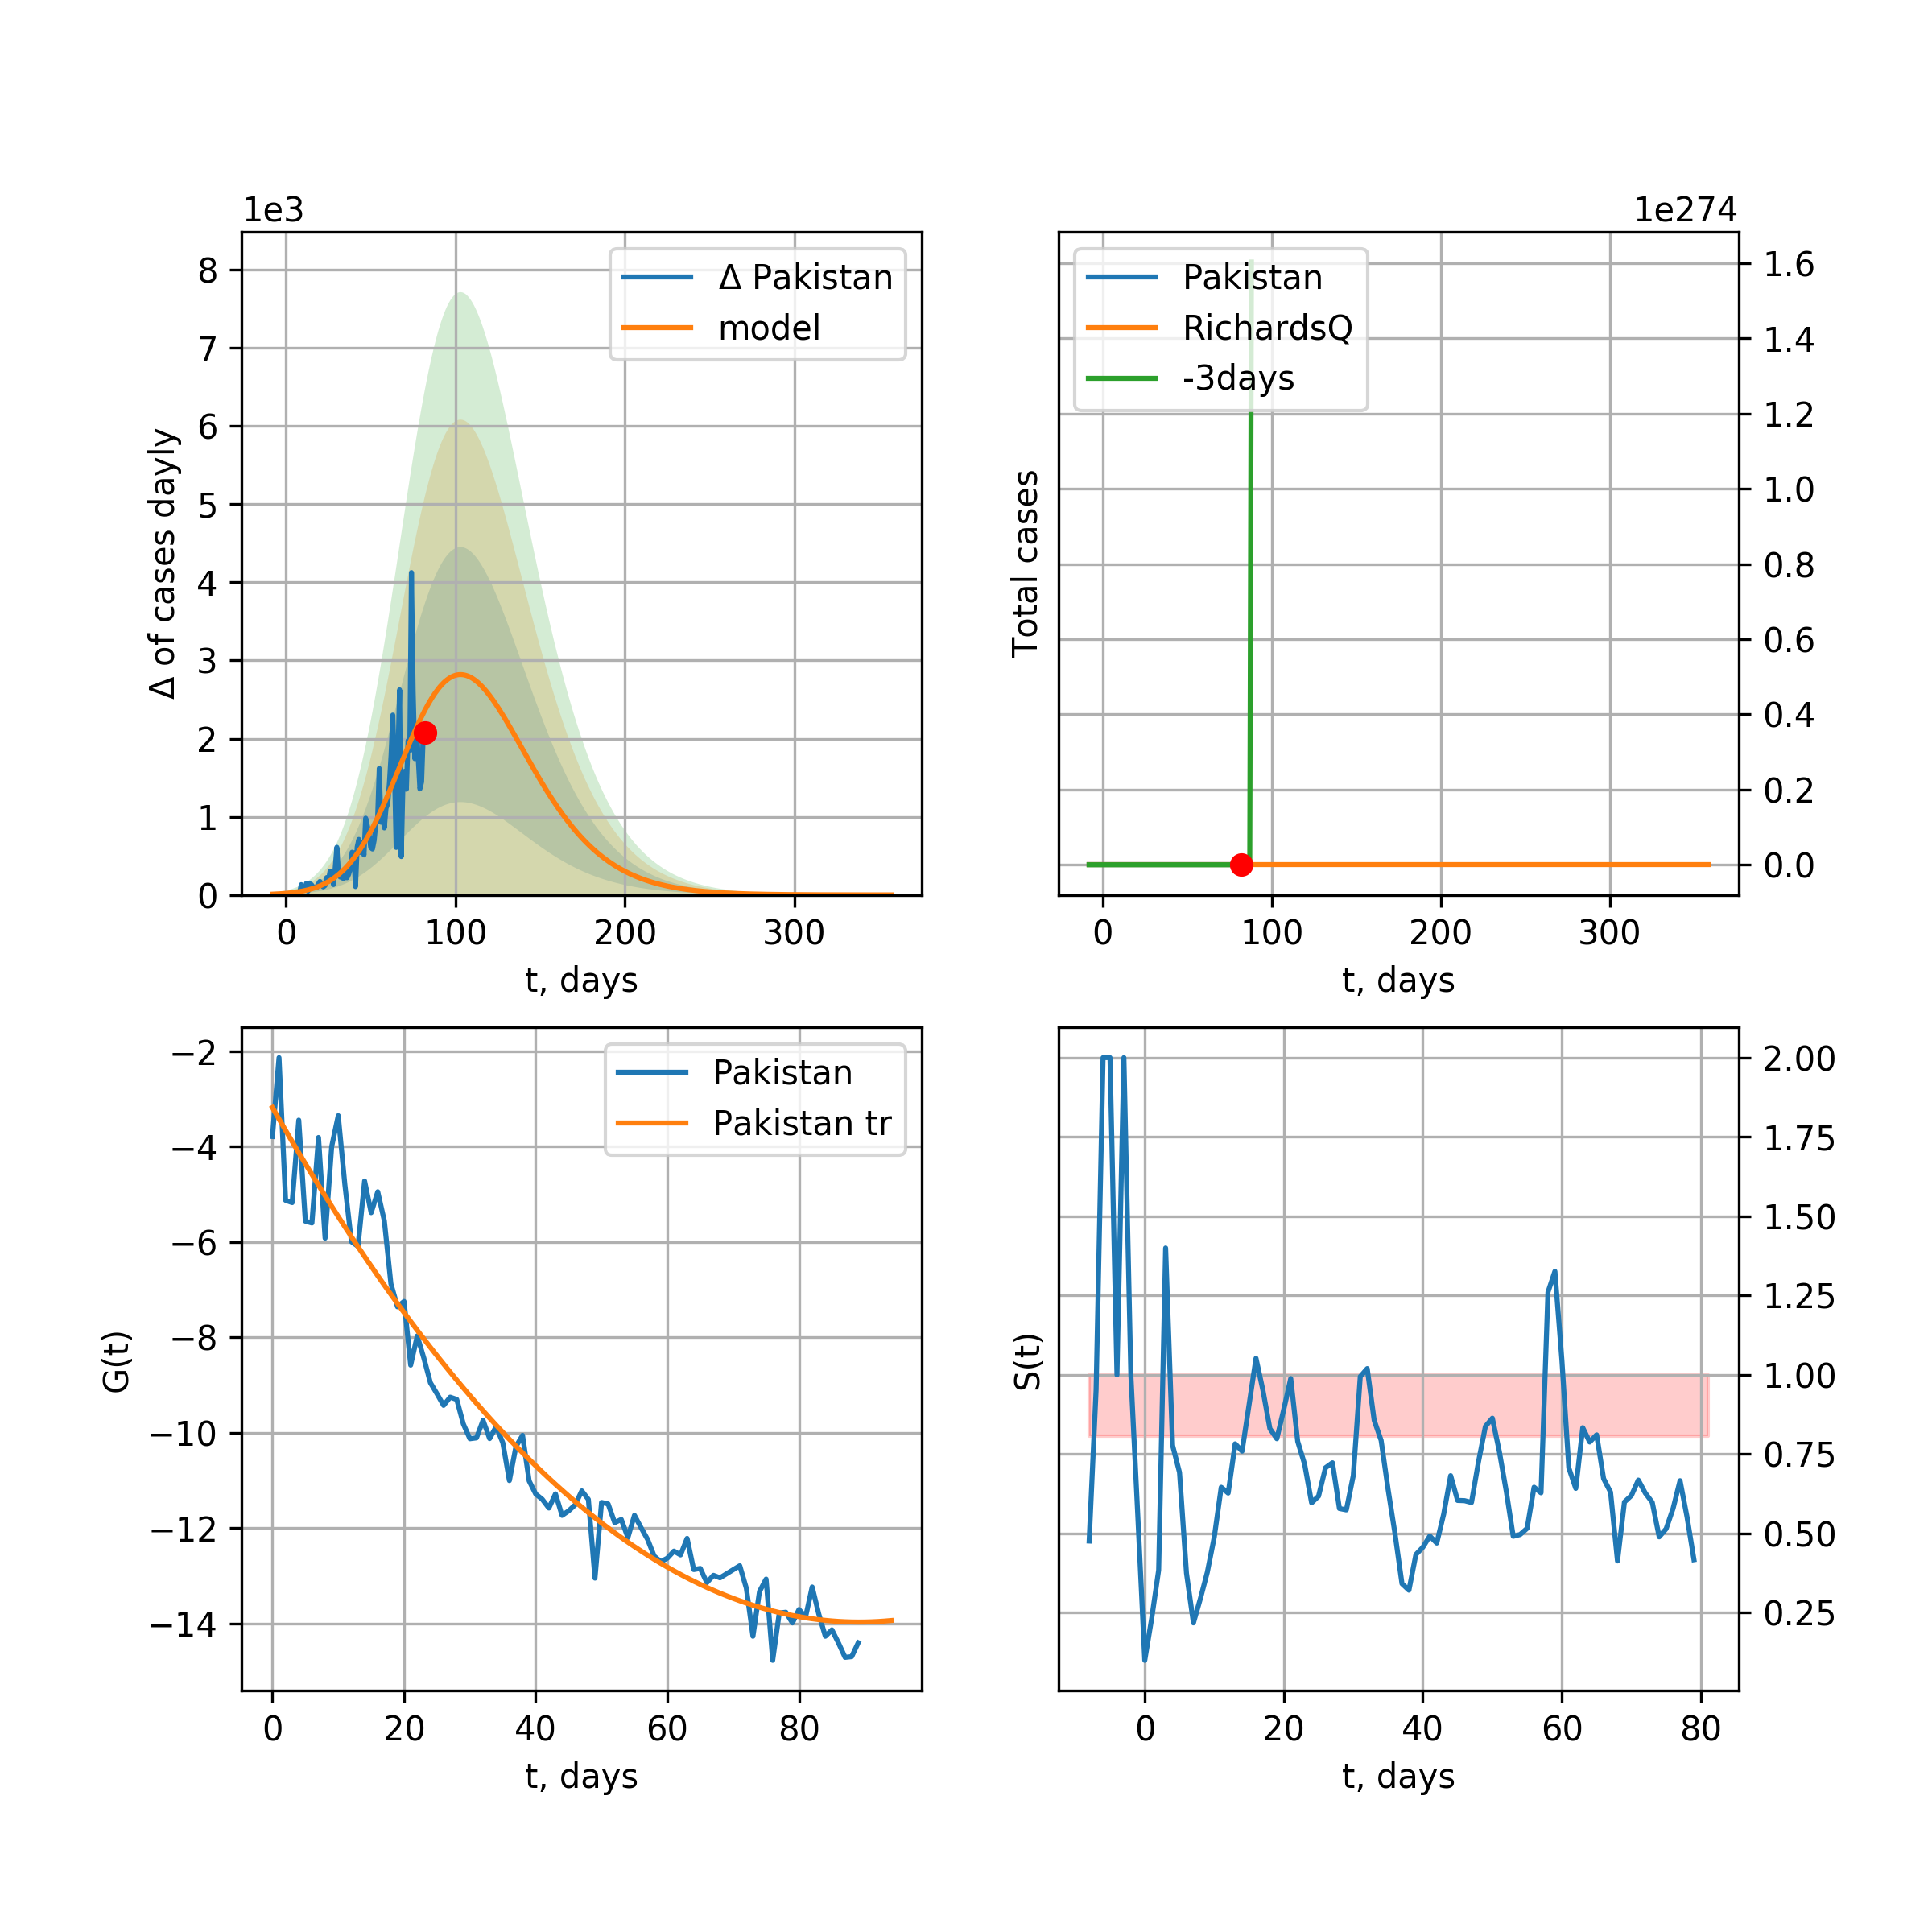 1e3
8
7
6
5
4
3
2
1
0
Δ of cases dayly
Δ Pakistan
model
0 100 200 300
t, days
1e274
1.6
1.4
1.2
1.0
0.8
0.6
0.4
0.2
0.0
Total cases
Pakistan
RichardsQ
-3days
0 100 200 300
t, days
−2
−4
−6
−8
−10
−12
−14
G(t)
Pakistan
Pakistan tr
0 20 40 60 80
t, days
2.00
1.75
1.50
1.25
1.00
0.75
0.50
0.25
S(t)
0 20 40 60 80
t, days